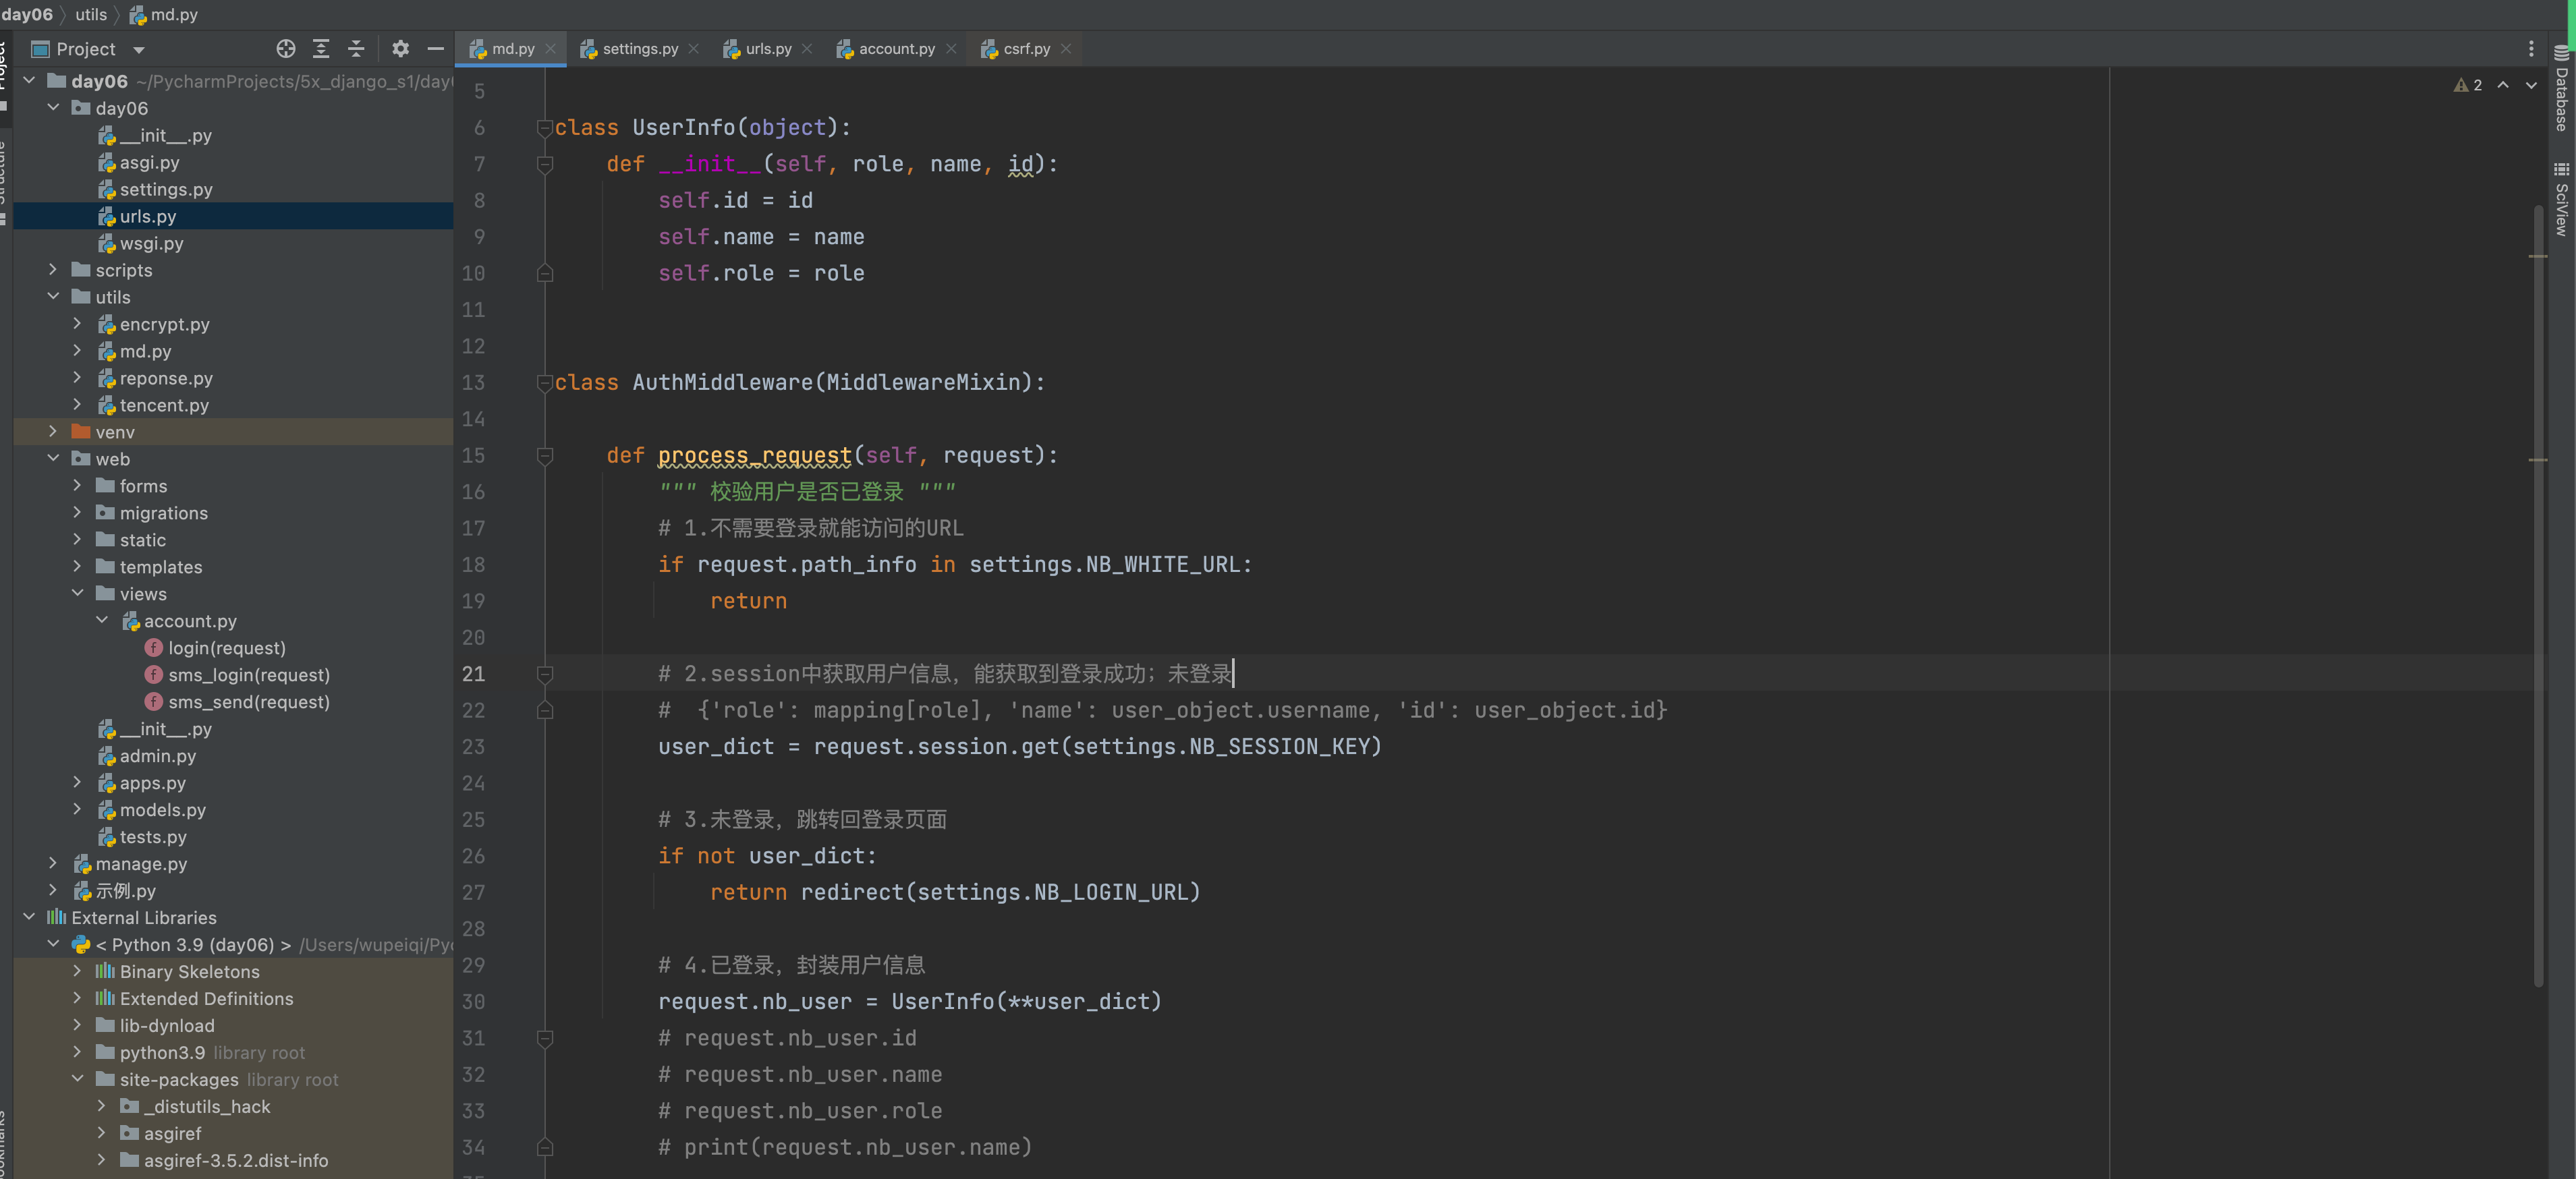 day06 〉 utils 〉 md.py
Project
md.py
settings.py
urls.py
account.py
csrf.py
day06 ~/PycharmProjects/5x_django_s1/day
day06
__init__.py
asgi.py
settings.py
urls.py
wsgi.py
scripts
utils
encrypt.py
md.py
reponse.py
tencent.py
venv
web
forms
migrations
static
templates
views
account.py
login(request)
sms_login(request)
sms_send(request)
__init__.py
admin.py
apps.py
models.py
tests.py
manage.py
示例.py
External Libraries
< Python 3.9 (day06) > /Users/wupeiqi/Pyc
Binary Skeletons
Extended Definitions
lib-dynload
python3.9 library root
site-packages library root
_distutils_hack
asgiref
asgiref-3.5.2.dist-info
5
6 class UserInfo(object):
7 def __init__(self, role, name, id):
8 self.id = id
9 self.name = name
10 self.role = role
11
12
13 class AuthMiddleware(MiddlewareMixin):
14
15 def process_request(self, request):
16 """ 校验用户是否已登录 """
17 # 1.不需要登录就能访问的URL
18 if request.path_info in settings.NB_WHITE_URL:
19 return
20
21 # 2.session中获取用户信息，能获取到登录成功；未登录
22 # {'role': mapping[role], 'name': user_object.username, 'id': user_object.id}
23 user_dict = request.session.get(settings.NB_SESSION_KEY)
24
25 # 3.未登录，跳转回登录页面
26 if not user_dict:
27 return redirect(settings.NB_LOGIN_URL)
28
29 # 4.已登录，封装用户信息
30 request.nb_user = UserInfo(**user_dict)
31 # request.nb_user.id
32 # request.nb_user.name
33 # request.nb_user.role
34 # print(request.nb_user.name)
2
Database
SciView